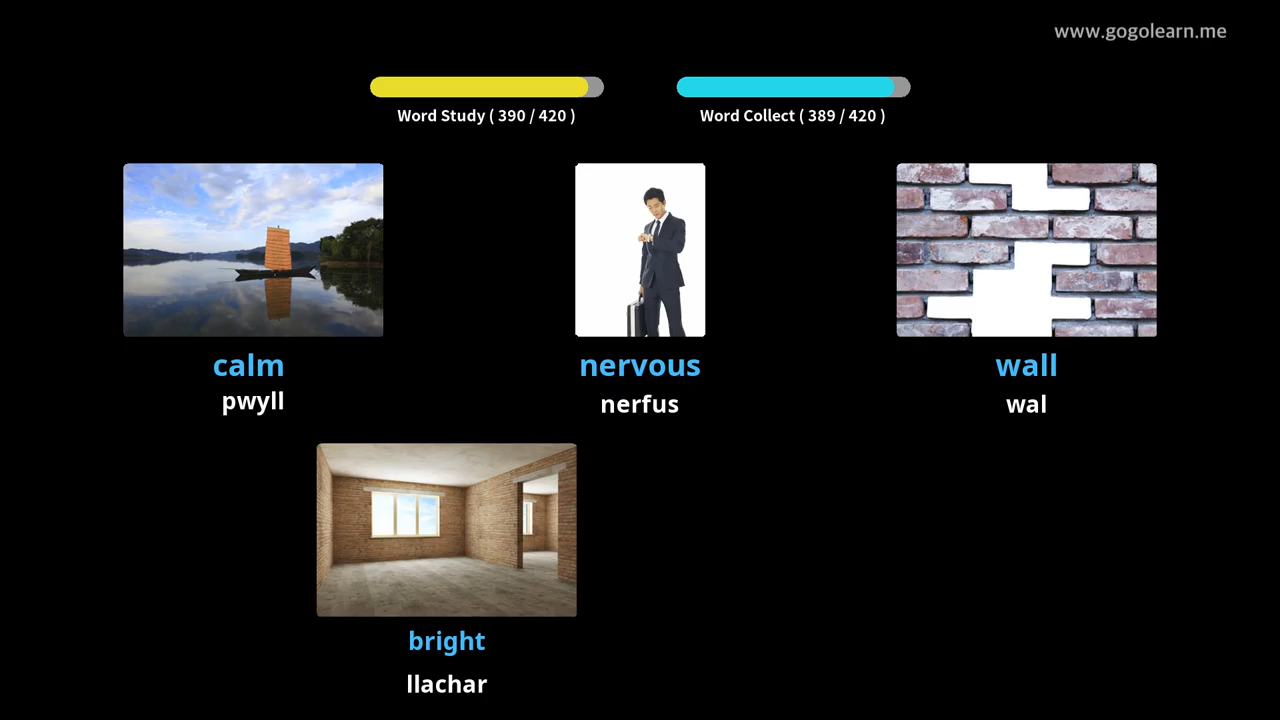 www.gogolearn.me
Word Study ( 390 / 420 )
Word Collect ( 389 / 420 )
calm
pwyll
nervous
nerfus
wall
wal
bright
llachar